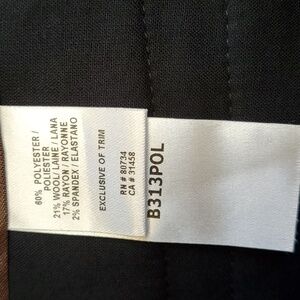 60% POLYESTER /
POLIESTER
21% WOOL / LAINE / LANA
17% RAYON / RAYONNE
2% SPANDEX / ELASTANO
EXCLUSIVE OF TRIM
RN # 80734
CA # 31458
B313POL